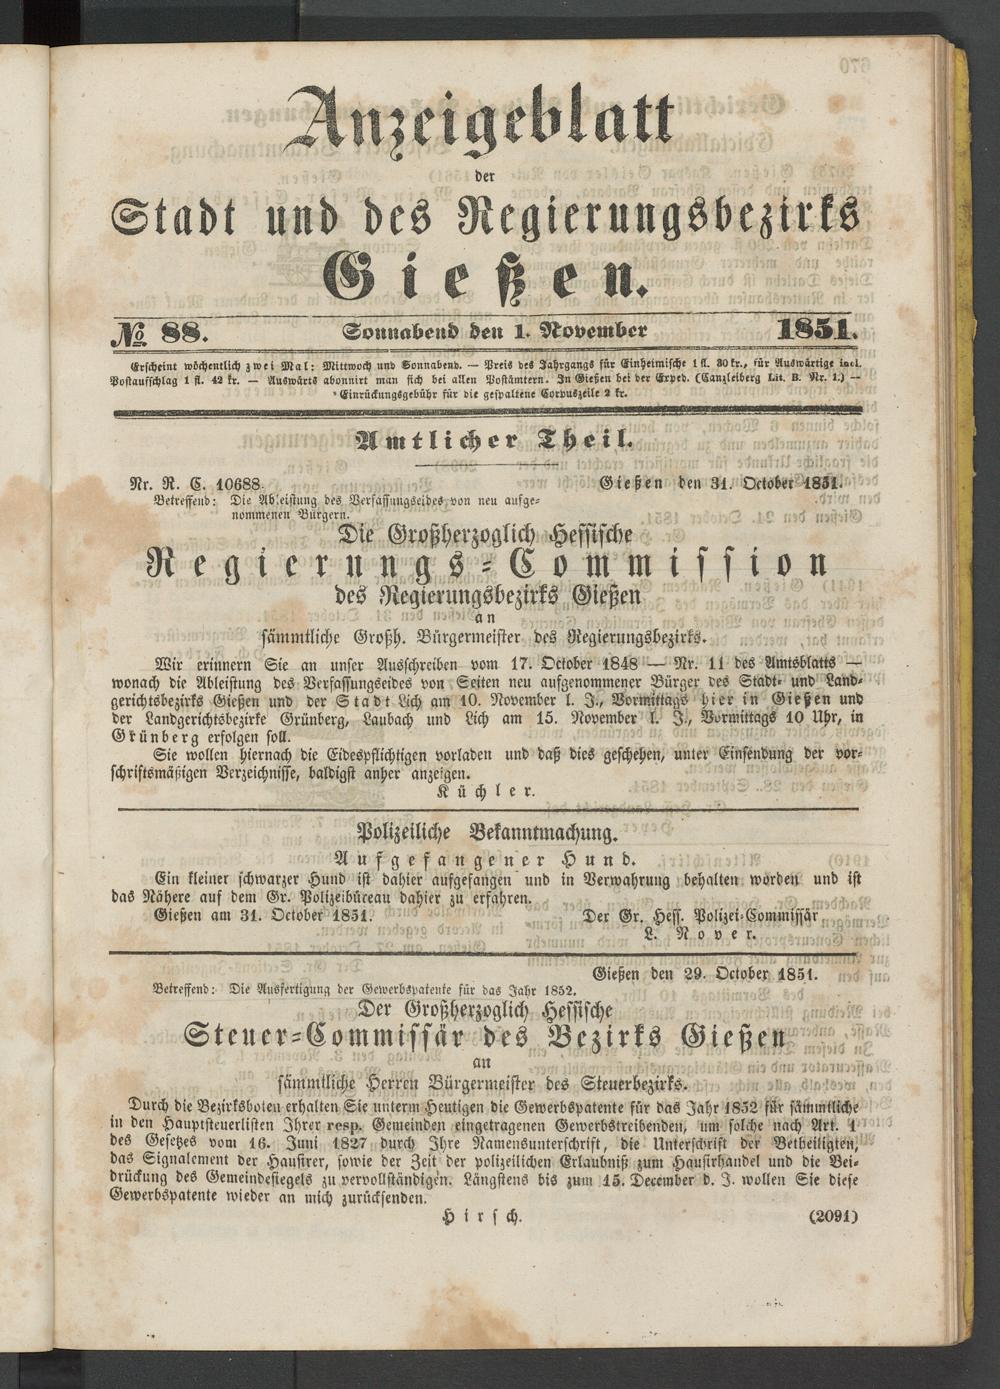 Anzeigeblatt
der
Stadt und des Regierungsbezirks
Gießen.
№ 88. Sonnabend den 1. November 1851.
Erscheint wöchentlich zwei Mal: Mittwoch und Sonnabend. — Preis des Jahrgangs für Einheimische 1 fl. 30 kr., für Auswärtige incl.
Postaufschlag 1 fl. 42 kr. — Auswärts abonnirt man sich bei allen Postämtern. In Gießen bei der Exped. (Canzleiberg Lit. B. Nr. 1.) —
Einrückungsgebühr für die gespaltene Corpuszeile 2 kr.
Amtlicher Theil.
Nr. R. C. 10688. Gießen den 31. October 1851.
Betreffend: Die Ableistung des Verfassungseides von neu aufge-
nommenen Bürgern.
Die Großherzoglich Hessische
Regierungs-Commission
des Regierungsbezirks Gießen
an
sämmtliche Großh. Bürgermeister des Regierungsbezirks.
Wir erinnern Sie an unser Ausschreiben vom 17. October 1848 — Nr. 11 des Amtsblatts —
wonach die Ableistung des Verfassungseides von Seiten neu aufgenommener Bürger des Stadt- und Land-
gerichtsbezirks Gießen und der Stadt Lich am 10. November l. J., Vormittags hier in Gießen und
der Landgerichtsbezirke Grünberg, Laubach und Lich am 15. November l. J., Vormittags 10 Uhr, in
Grünberg erfolgen soll.
Sie wollen hiernach die Eidespflichtigen vorladen und daß dies geschehen, unter Einsendung der vor-
schriftsmäßigen Verzeichnisse, baldigst anher anzeigen.
Küchler.
Polizeiliche Bekanntmachung.
Aufgefangener Hund.
Ein kleiner schwarzer Hund ist dahier aufgefangen und in Verwahrung behalten worden und ist
das Nähere auf dem Gr. Polizeibüreau dahier zu erfahren.
Gießen am 31. October 1851. Der Gr. Hess. Polizei-Commissär
L. Nover.
Gießen den 29. October 1851.
Betreffend: Die Ausfertigung der Gewerbspatente für das Jahr 1852.
Der Großherzoglich Hessische
Steuer-Commissär des Bezirks Gießen
an
sämmtliche Herren Bürgermeister des Steuerbezirks.
Durch die Bezirksboten erhalten Sie unterm Heutigen die Gewerbspatente für das Jahr 1852 für sämmtliche
in den Hauptsteuerlisten Ihrer resp. Gemeinden eingetragenen Gewerbstreibenden, um solche nach Art. 1
des Gesetzes vom 16. Juni 1827 durch Ihre Namensunterschrift, die Unterschrift der Betheiligten,
das Signalement der Hausirer, sowie der Zeit der polizeilichen Erlaubniß zum Hausirhandel und die Bei-
drückung des Gemeindesiegels zu vervollständigen. Längstens bis zum 15. December d. J. wollen Sie diese
Gewerbspatente wieder an mich zurücksenden.
Hirsch. (2091)